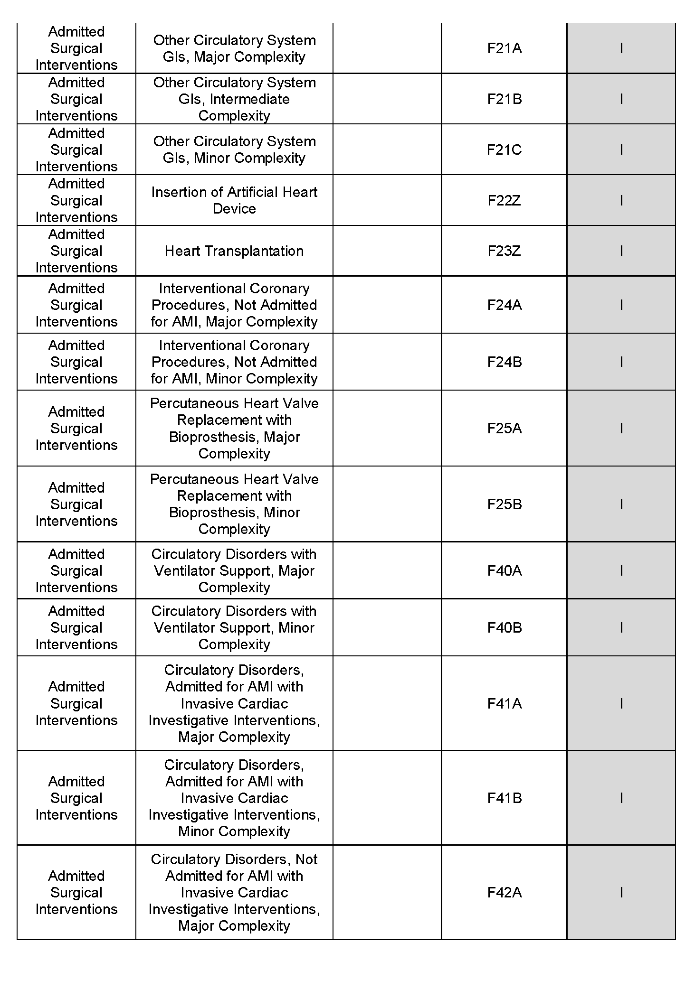 Admitted
Surgical
Interventions
Other Circulatory System
GIs, Major Complexity
F21A
I
Admitted
Surgical
Interventions
Other Circulatory System
GIs, Intermediate
Complexity
F21B
I
Admitted
Surgical
Interventions
Other Circulatory System
GIs, Minor Complexity
F21C
I
Admitted
Surgical
Interventions
Insertion of Artificial Heart
Device
F22Z
I
Admitted
Surgical
Interventions
Heart Transplantation
F23Z
I
Admitted
Surgical
Interventions
Interventional Coronary
Procedures, Not Admitted
for AMI, Major Complexity
F24A
I
Admitted
Surgical
Interventions
Interventional Coronary
Procedures, Not Admitted
for AMI, Minor Complexity
F24B
I
Admitted
Surgical
Interventions
Percutaneous Heart Valve
Replacement with
Bioprosthesis, Major
Complexity
F25A
I
Admitted
Surgical
Interventions
Percutaneous Heart Valve
Replacement with
Bioprosthesis, Minor
Complexity
F25B
I
Admitted
Surgical
Interventions
Circulatory Disorders with
Ventilator Support, Major
Complexity
F40A
I
Admitted
Surgical
Interventions
Circulatory Disorders with
Ventilator Support, Minor
Complexity
F40B
I
Admitted
Surgical
Interventions
Circulatory Disorders,
Admitted for AMI with
Invasive Cardiac
Investigative Interventions,
Major Complexity
F41A
I
Admitted
Surgical
Interventions
Circulatory Disorders,
Admitted for AMI with
Invasive Cardiac
Investigative Interventions,
Minor Complexity
F41B
I
Admitted
Surgical
Interventions
Circulatory Disorders, Not
Admitted for AMI with
Invasive Cardiac
Investigative Interventions,
Major Complexity
F42A
I